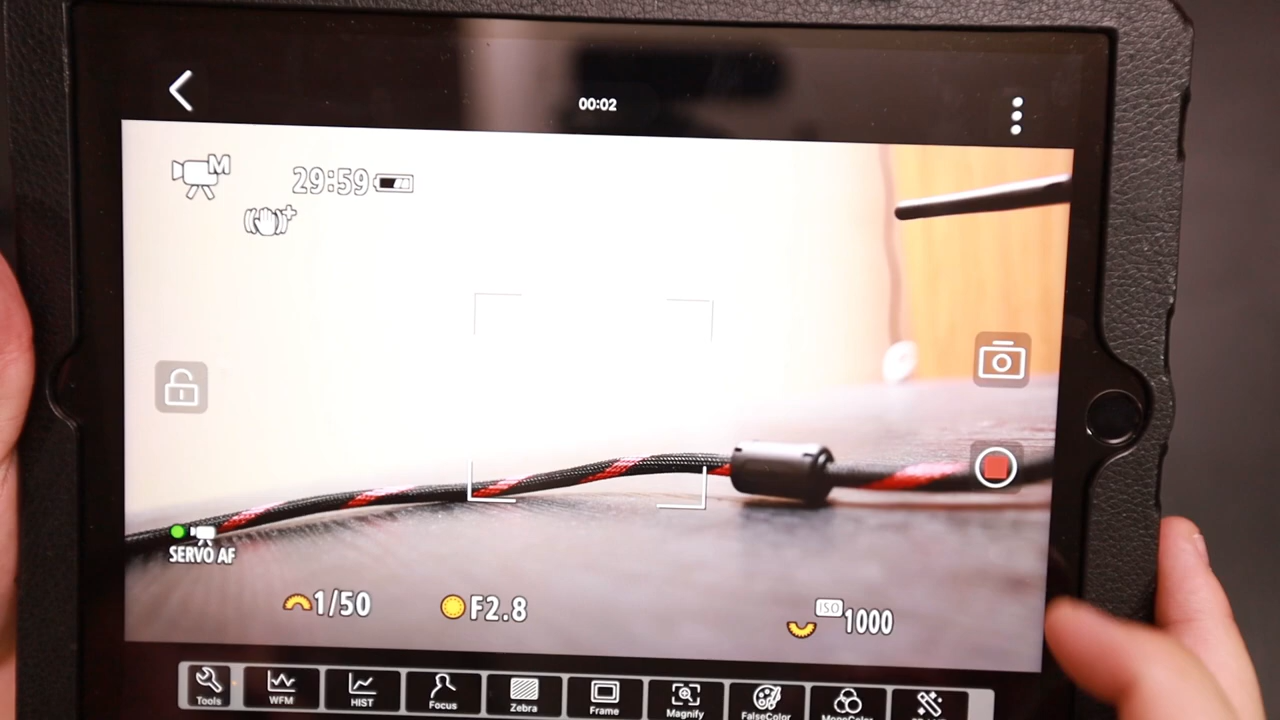 00:02
M
29:59
SERVO AF
1/50
F2.8
ISO
1000
Tools
WFM
HIST
Focus
Zebra
Frame
Magnify
FalseColor